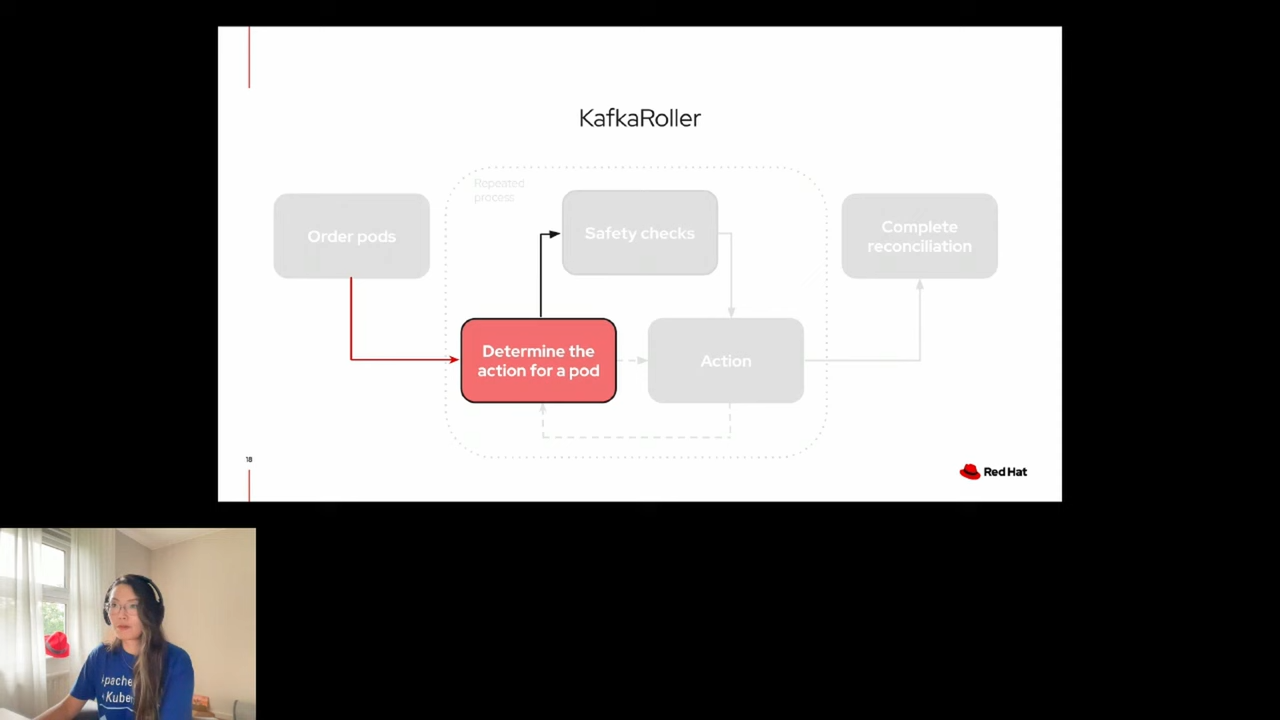 KafkaRoller
Repeated
process
Order pods
Safety checks
Complete
reconciliation
Determine the
action for a pod
Action
18
Red Hat
Apache
Kube